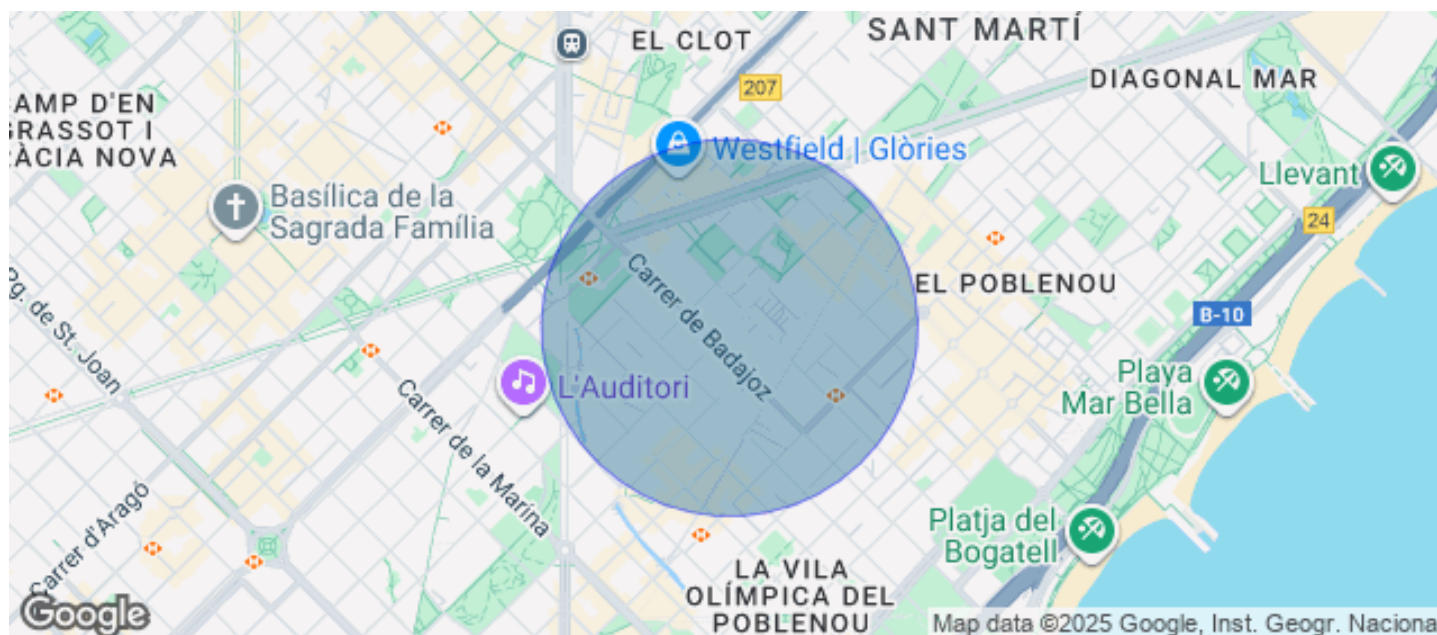 EL CLOT
SANT MARTÍ
207
DIAGONAL MAR
AMP D'EN
GRASSOT I
RÀCIA NOVA
Westfield | Glòries
Llevant
Basílica de la
Sagrada Família
24
Carrer de Badajoz
EL POBLENOU
B-10
Pg. de St. Joan
L'Auditori
Playa
Mar Bella
Carrer de la Marina
Carrer d'Aragó
Platja del
Bogatell
LA VILA
OLÍMPICA DEL
POBLENOU
Google
Map data ©2025 Google, Inst. Geogr. Naciona